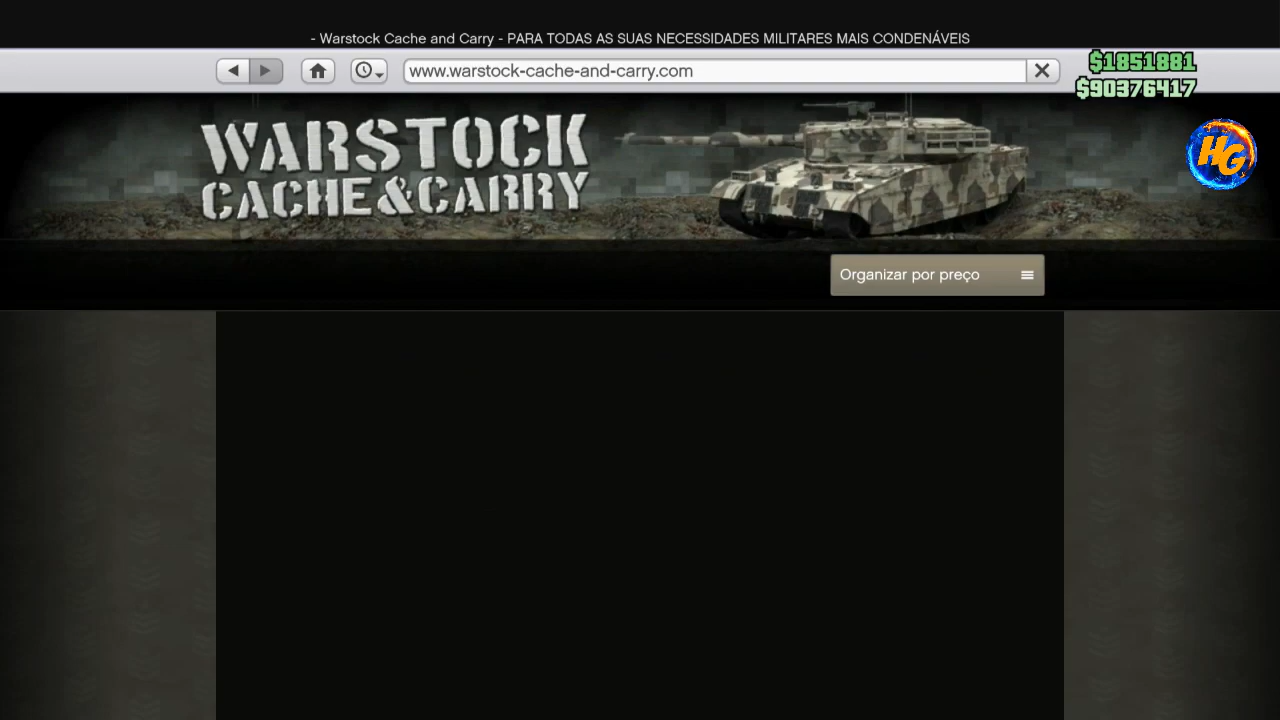 - Warstock Cache and Carry - PARA TODAS AS SUAS NECESSIDADES MILITARES MAIS CONDENÁVEIS
www.warstock-cache-and-carry.com
$1851881
$90376417
WARSTOCK
CACHE&CARRY
HG
Organizar por preço